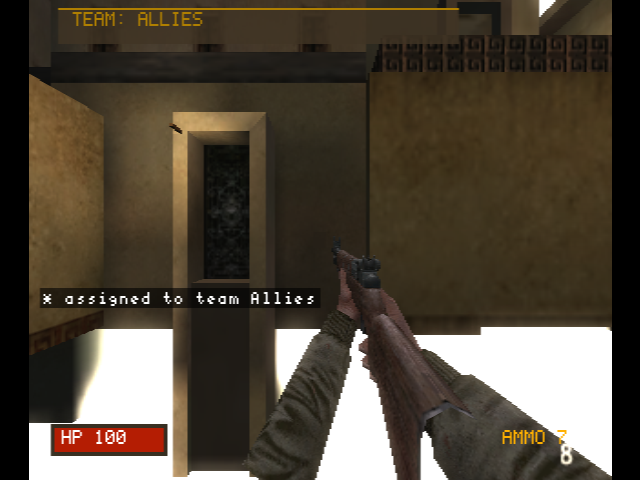 TEAM: ALLIES
* assigned to team Allies
HP 100
AMMO 7
8